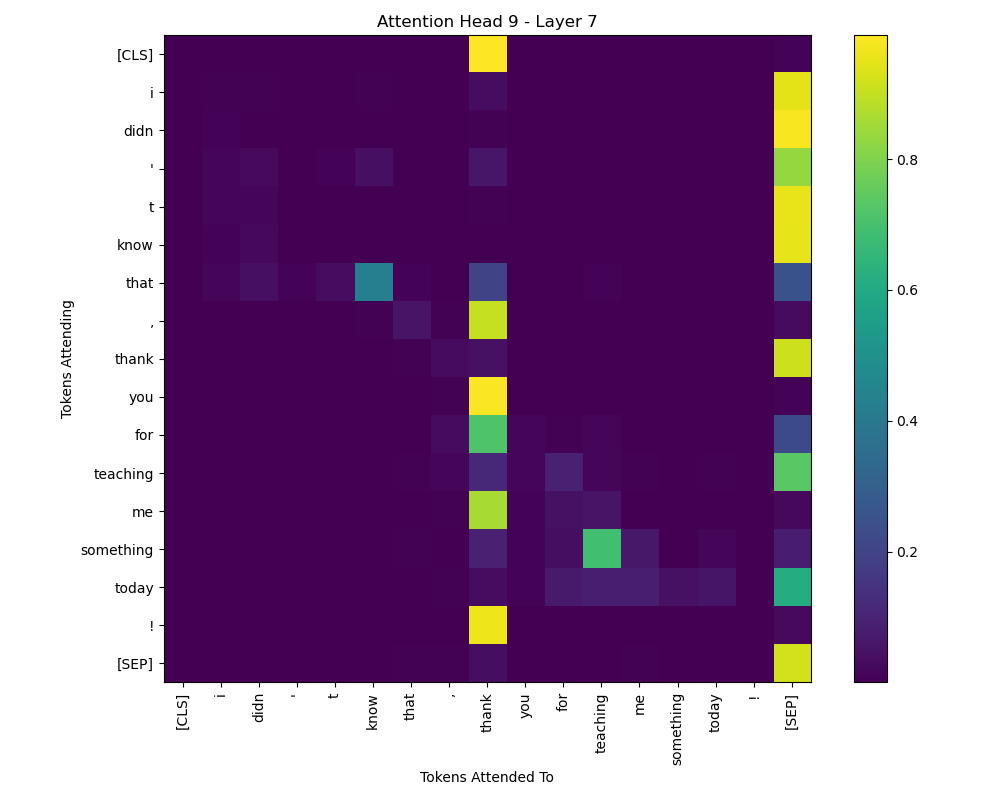 Attention Head 9 - Layer 7
[CLS]
i
didn
'
t
know
that
,
thank
you
for
teaching
me
something
today
!
[SEP]
Tokens Attending
[CLS]
i
didn
'
t
know
that
,
thank
you
for
teaching
me
something
today
!
[SEP]
Tokens Attended To
0.8
0.6
0.4
0.2